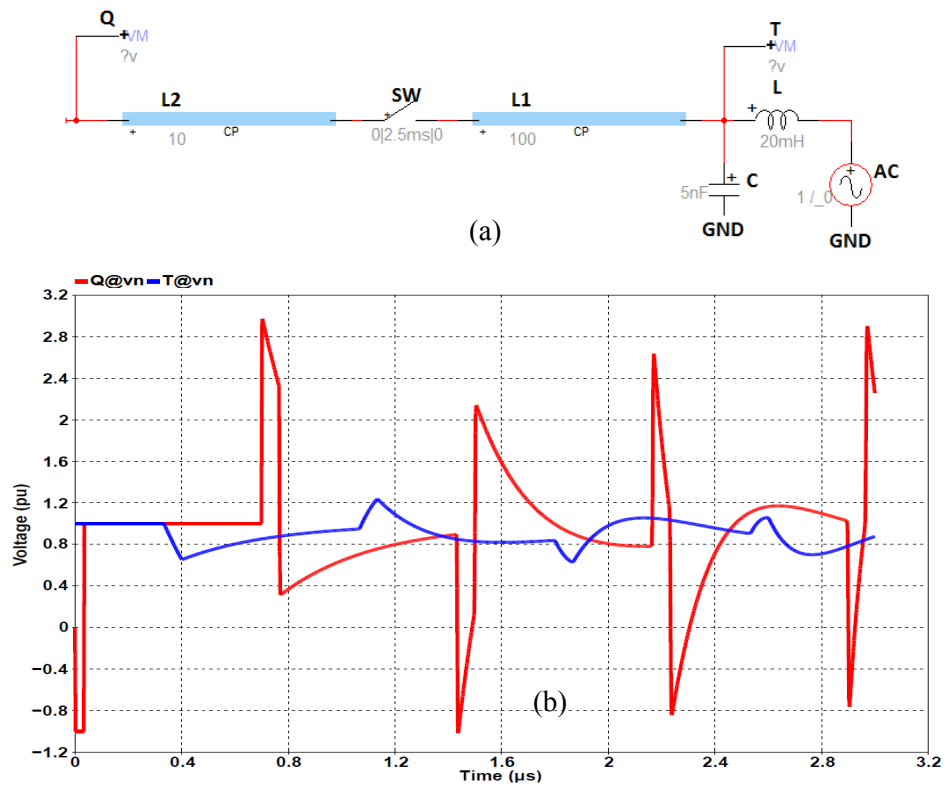 Q
+VM
?v
T
+VM
?v
L2
SW
L1
L
+
+ 10 CP
+
0|2.5ms|0
+ 100 CP
20mH
+
C
5nF
GND
+
AC
1 /_0
GND
(a)
Q@vn T@vn
3.2
2.8
2.4
2
1.6
1.2
0.8
0.4
0
−0.4
−0.8
−1.2
Voltage (pu)
(b)
0 0.4 0.8 1.2 1.6 2 2.4 2.8 3.2
Time (µs)